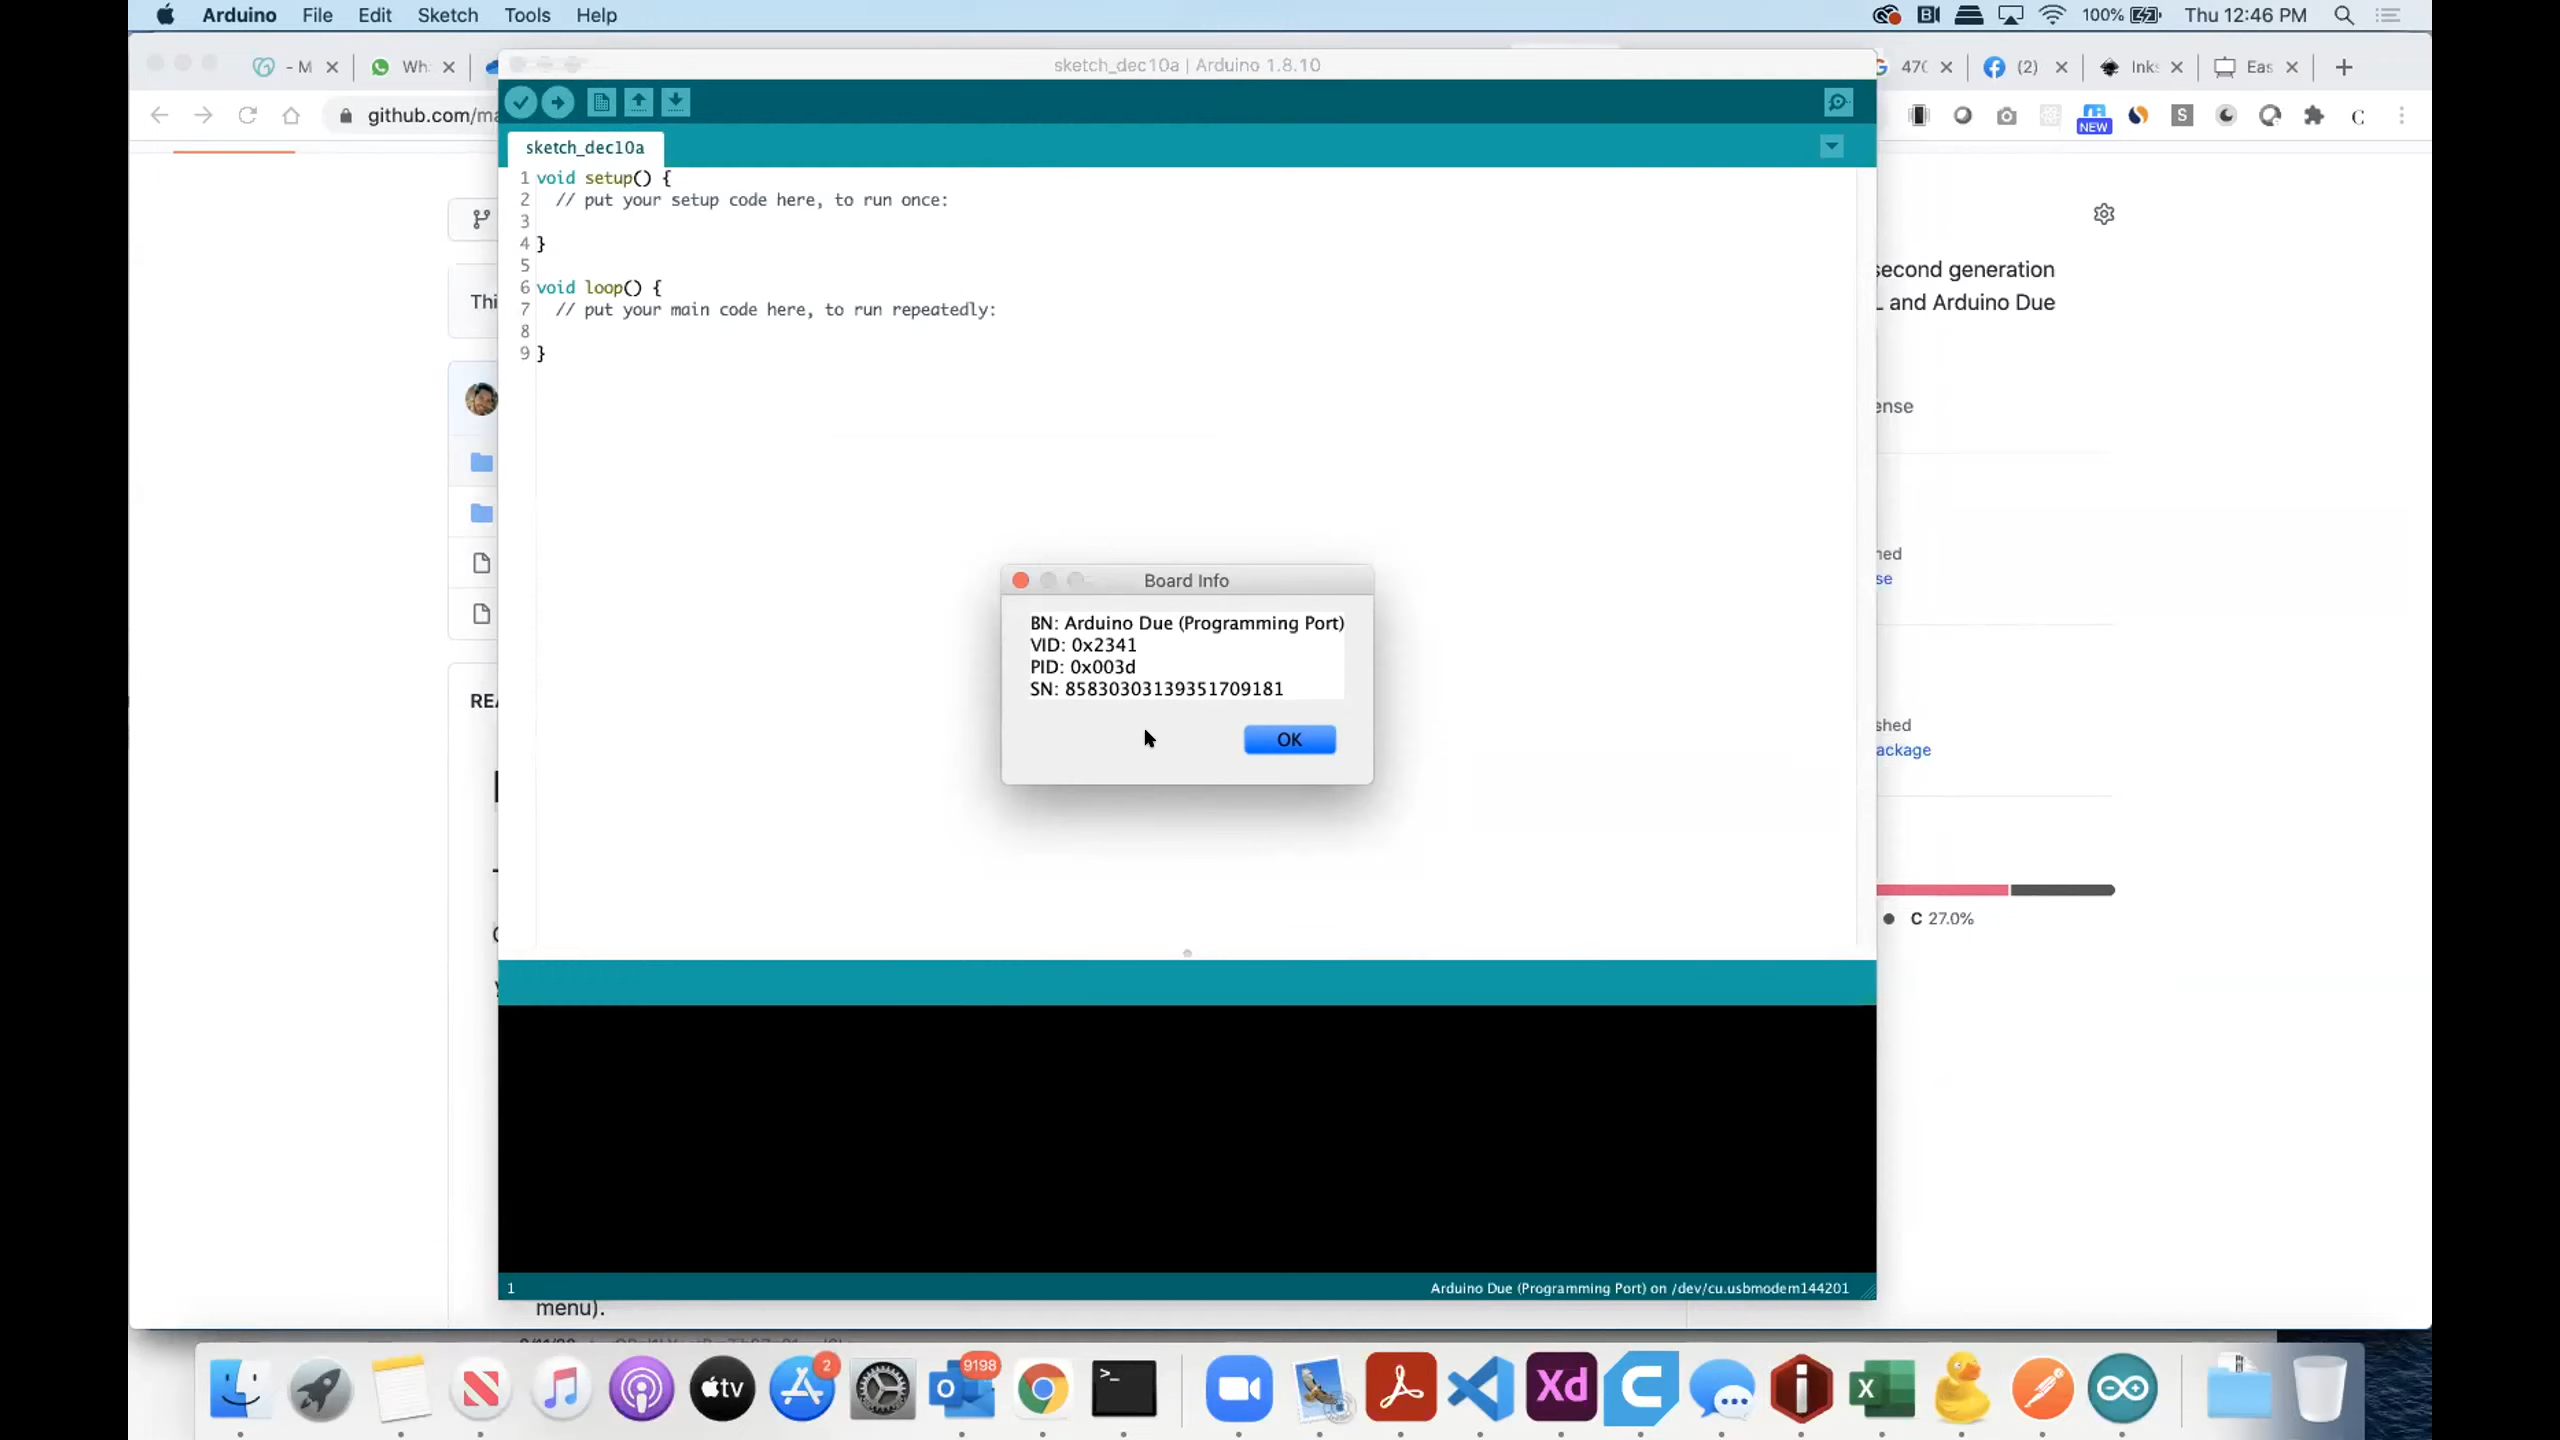 Arduino File Edit Sketch Tools Help 100% Thu 12:46 PM
- M Wh sketch_dec10a | Arduino 1.8.10 47( (2) Inks Eas
github.com/ma NEW S C
sketch_dec10a
1 void setup() {
2 // put your setup code here, to run once:
3
4 }
5
6 void loop() {
7 // put your main code here, to run repeatedly:
8
9 }
second generation
and Arduino Due
Thi
ense
hed
se
Board Info
BN: Arduino Due (Programming Port)
VID: 0x2341
PID: 0x003d
SN: 85830303139351709181
OK
REA
shed
ackage
C 27.0%
1 Arduino Due (Programming Port) on /dev/cu.usbmodem144201
menu).
tv 2 9198 >_ Xd X